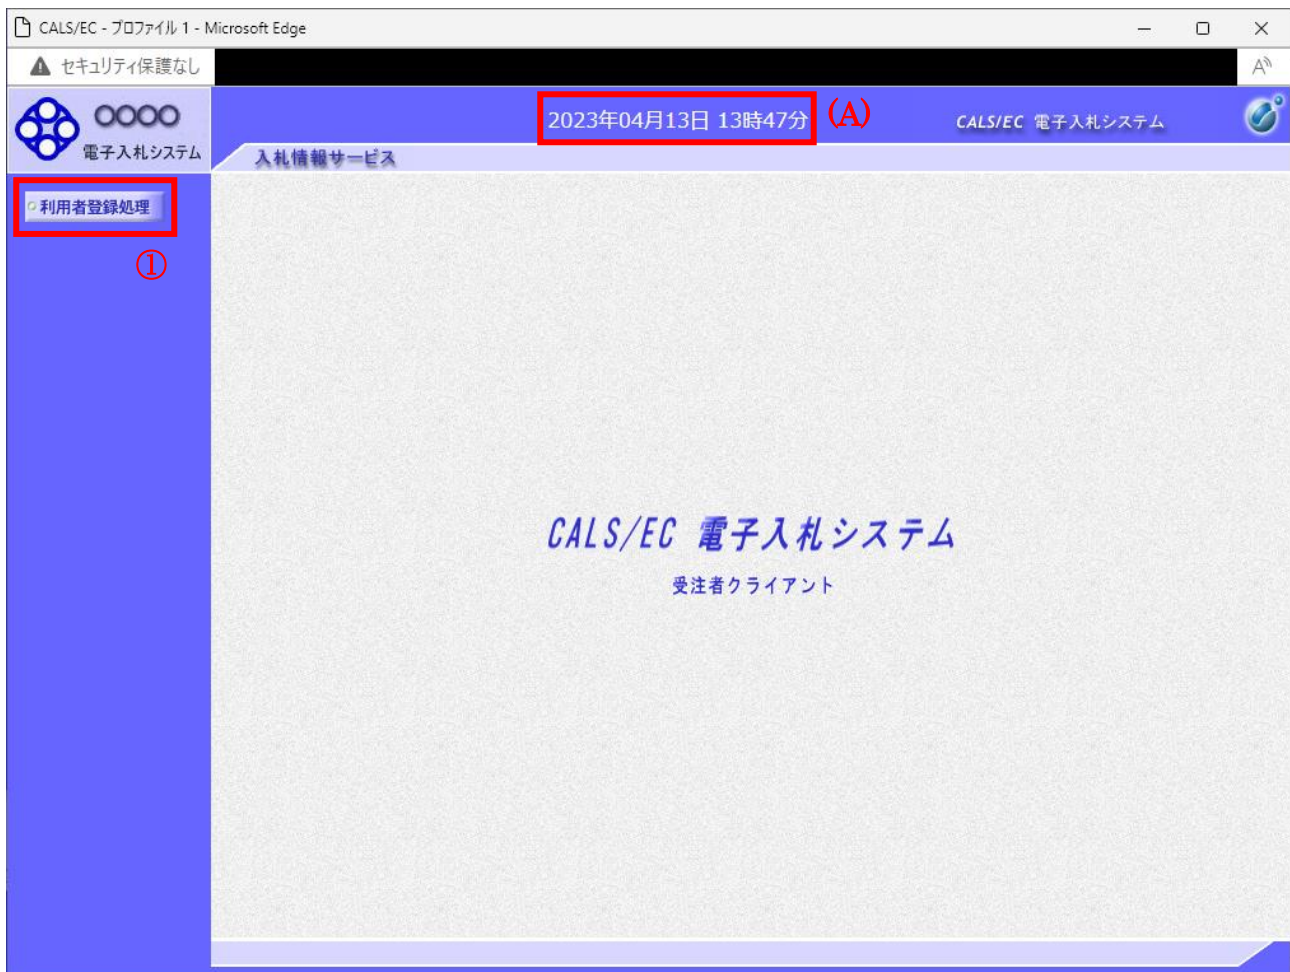 CALS/EC - プロファイル 1 - Microsoft Edge
セキュリティ保護なし
A
〇〇〇〇
電子入札システム
2023年04月13日 13時47分
(A)
CALS/EC 電子入札システム
入札情報サービス
利用者登録処理
①
CALS/EC 電子入札システム
受注者クライアント